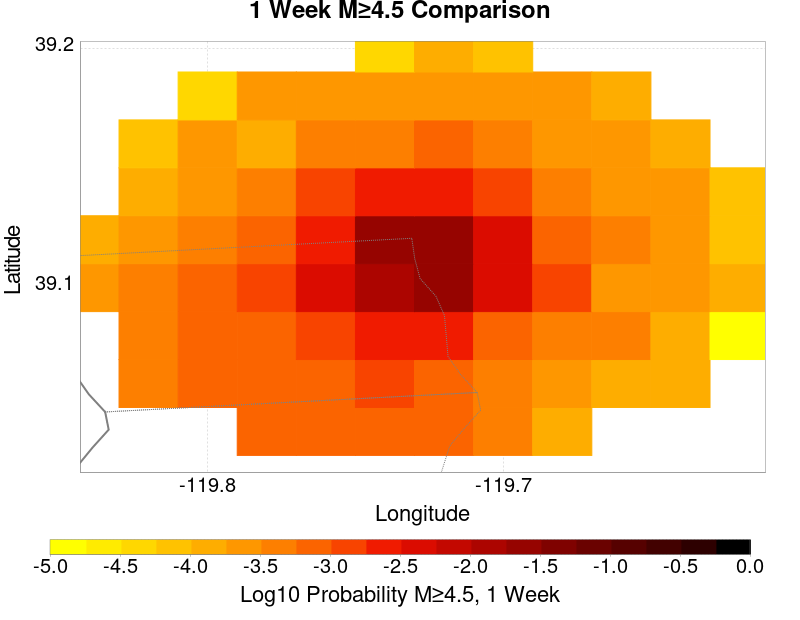 1 Week M≥4.5 Comparison
39.2
39.1
Latitude
-119.8 -119.7
Longitude
-5.0 -4.5 -4.0 -3.5 -3.0 -2.5 -2.0 -1.5 -1.0 -0.5 0.0
Log10 Probability M≥4.5, 1 Week